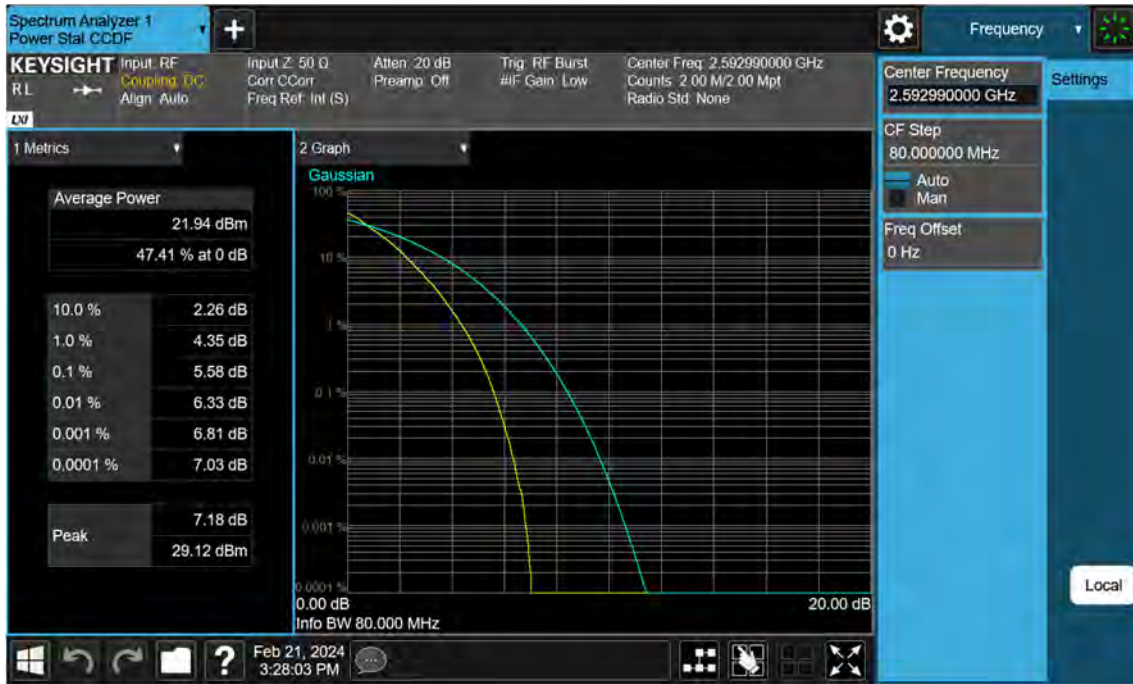 Spectrum Analyzer 1
Power Stat CCDF
Frequency
KEYSIGHT
RL
LXI
Input: RF
Coupling: DC
Align: Auto
Input Z: 50 Ω
Corr CCorr
Freq Ref: Int (S)
Atten: 20 dB
Preamp: Off
Trig: RF Burst
#IF Gain: Low
Center Freq: 2.592990000 GHz
Counts: 2.00 M/2.00 Mpt
Radio Std: None
Center Frequency
2.592990000 GHz
Settings
CF Step
80.000000 MHz
Auto
Man
Freq Offset
0 Hz
1 Metrics
Average Power
21.94 dBm
47.41 % at 0 dB
10.0 % 2.26 dB
1.0 % 4.35 dB
0.1 % 5.58 dB
0.01 % 6.33 dB
0.001 % 6.81 dB
0.0001 % 7.03 dB
Peak
7.18 dB
29.12 dBm
2 Graph
Gaussian
100 %
10 %
1 %
0.1 %
0.01 %
0.001 %
0.0001 %
0.00 dB 20.00 dB
Info BW 80.000 MHz
Local
?
Feb 21, 2024
3:28:03 PM